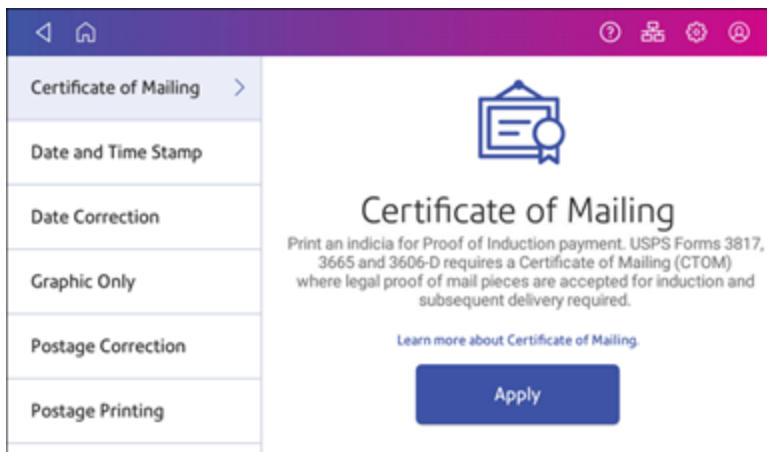 Certificate of Mailing
Date and Time Stamp
Date Correction
Graphic Only
Postage Correction
Postage Printing
Certificate of Mailing
Print an indicia for Proof of Induction payment. USPS Forms 3817,
3665 and 3606-D requires a Certificate of Mailing (CTOM)
where legal proof of mail pieces are accepted for induction and
subsequent delivery required.
Learn more about Certificate of Mailing.
Apply